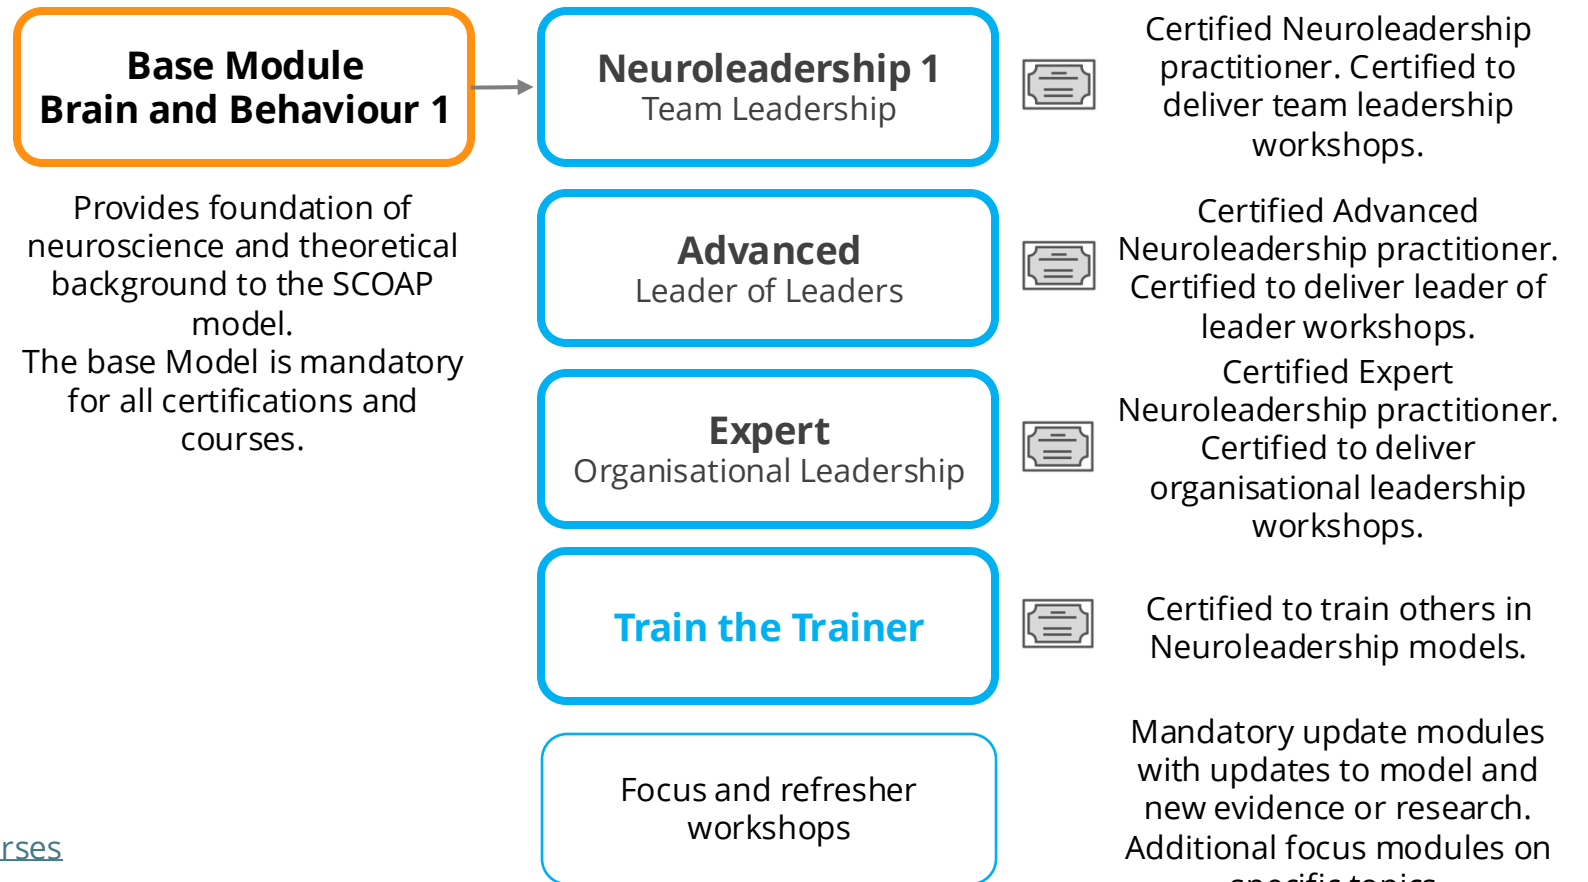 Base Module
Brain and Behaviour 1
Provides foundation of
neuroscience and theoretical
background to the SCOAP
model.
The base Model is mandatory
for all certifications and
courses.
Neuroleadership 1
Team Leadership
Certified Neuroleadership
practitioner. Certified to
deliver team leadership
workshops.
Advanced
Leader of Leaders
Certified Advanced
Neuroleadership practitioner.
Certified to deliver leader of
leader workshops.
Expert
Organisational Leadership
Certified Expert
Neuroleadership practitioner.
Certified to deliver
organisational leadership
workshops.
Train the Trainer
Certified to train others in
Neuroleadership models.
Focus and refresher
workshops
Mandatory update modules
with updates to model and
new evidence or research.
Additional focus modules on
specific topics
rses